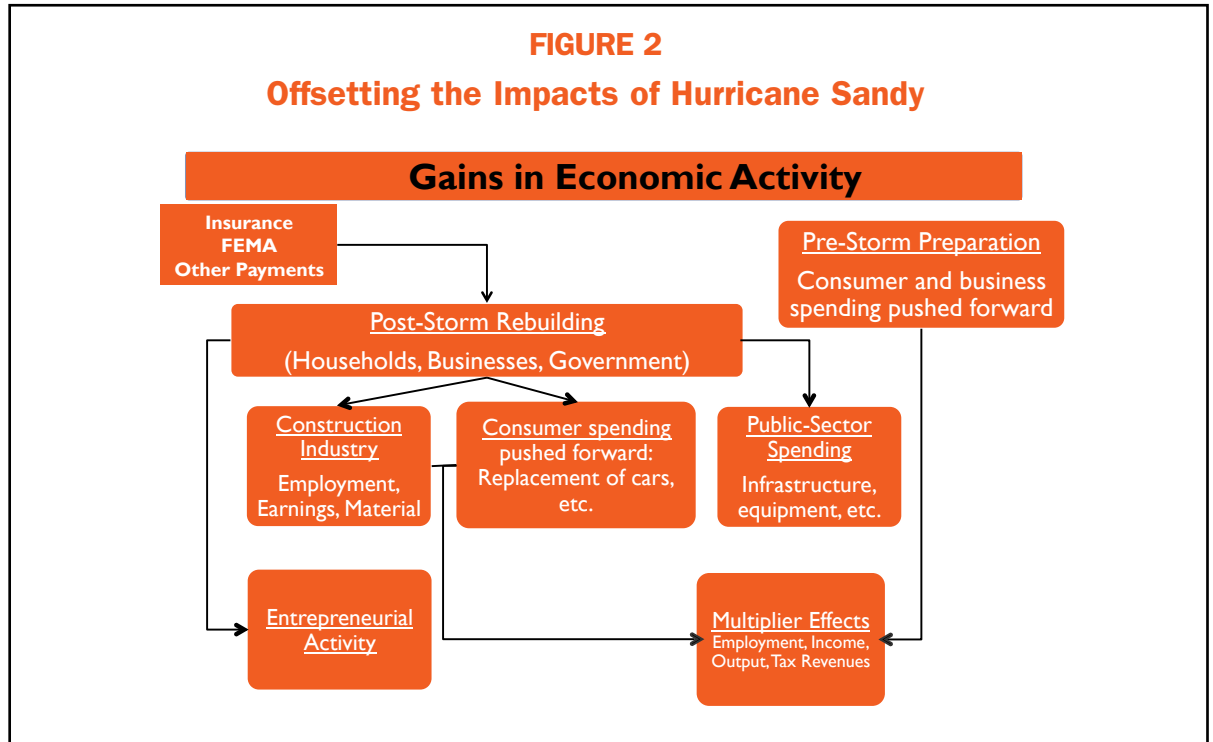 FIGURE 2
Offsetting the Impacts of Hurricane Sandy
Gains in Economic Activity
Insurance
FEMA
Other Payments
Pre-Storm Preparation
Consumer and business
spending pushed forward
Post-Storm Rebuilding
(Households, Businesses, Government)
Construction
Industry
Employment,
Earnings, Material
Consumer spending
pushed forward:
Replacement of cars,
etc.
Public-Sector
Spending
Infrastructure,
equipment, etc.
Entrepreneurial
Activity
Multiplier Effects
Employment, Income,
Output, Tax Revenues